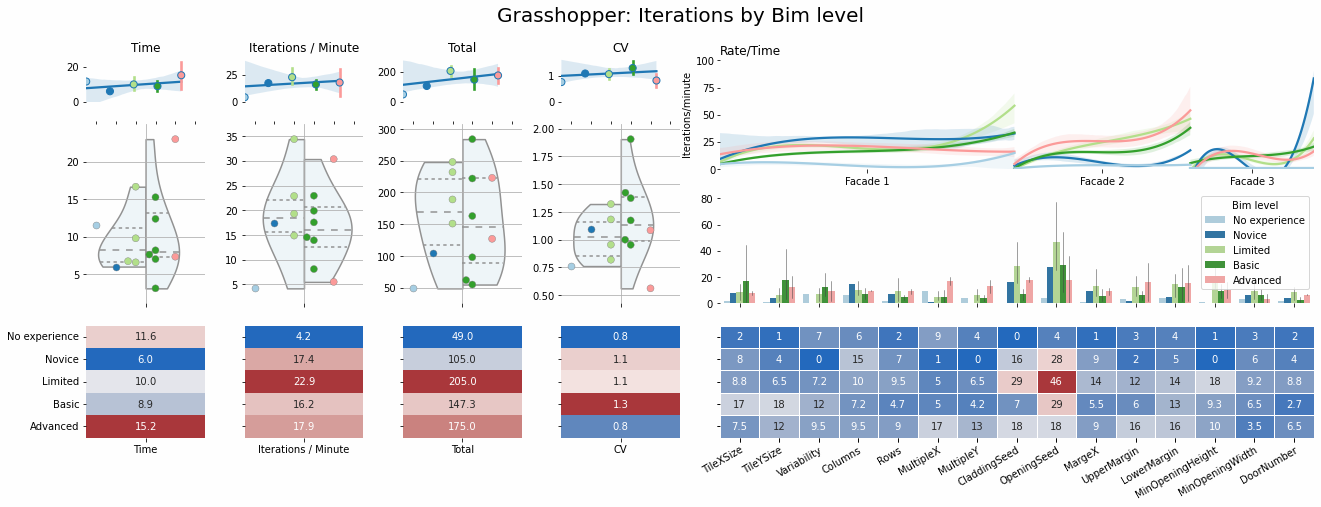 Grasshopper: Iterations by Bim level
Time
Iterations / Minute
Total
CV
Rate/Time
20
0
25
0
200
0
1
0
100
75
50
25
0
Iterations/minute
Facade 1
Facade 2
Facade 3
20
15
10
5
35
30
25
20
15
10
5
300
250
200
150
100
50
2.00
1.75
1.50
1.25
1.00
0.75
0.50
80
60
40
20
0
Bim level
No experience
Novice
Limited
Basic
Advanced
No experience 11.6 4.2 49.0 0.8 2 1 7 6 2 9 4 0 4 1 3 4 1 3 2
Novice 6.0 17.4 105.0 1.1 8 4 0 15 7 1 0 16 28 9 2 5 0 6 4
Limited 10.0 22.9 205.0 1.1 8.8 6.5 7.2 10 9.5 5 6.5 29 46 14 12 14 18 9.2 8.8
Basic 8.9 16.2 147.3 1.3 17 18 12 7.2 4.7 5 4.2 7 29 5.5 6 13 9.3 6.5 2.7
Advanced 15.2 17.9 175.0 0.8 7.5 12 9.5 9.5 9 17 13 18 18 9 16 16 10 3.5 6.5
Time
Iterations / Minute
Total
CV
TileXSize
TileYSize
Variability
Columns
Rows
MultipleX
MultipleY
CladdingSeed
OpeningSeed
MargeX
UpperMargin
LowerMargin
MinOpeningHeight
MinOpeningWidth
DoorNumber